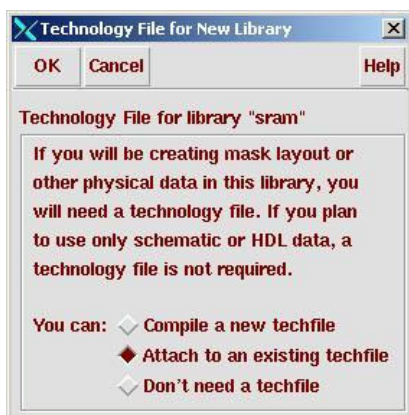 Technology File for New Library
OK Cancel Help
Technology File for library "sram"
If you will be creating mask layout or
other physical data in this library, you
will need a technology file. If you plan
to use only schematic or HDL data, a
technology file is not required.
You can: Compile a new techfile
Attach to an existing techfile
Don't need a techfile